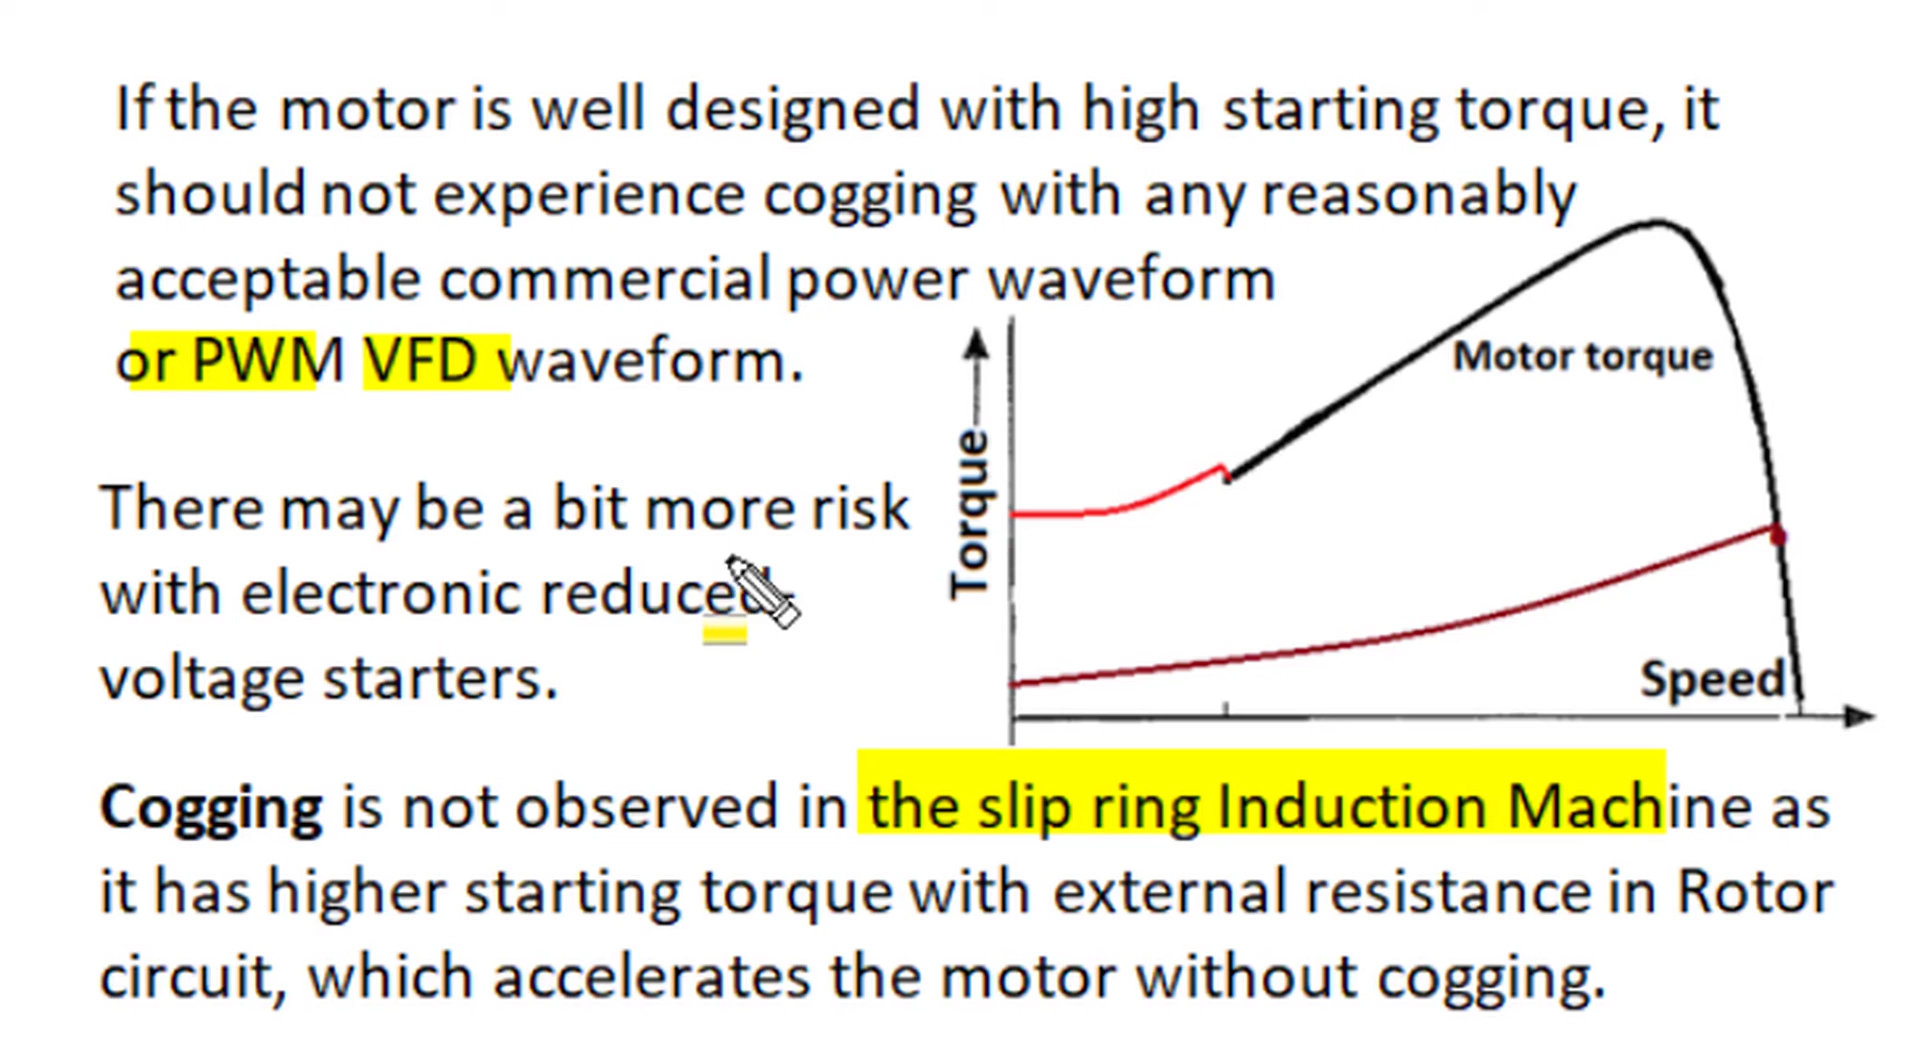 If the motor is well designed with high starting torque, it
should not experience cogging with any reasonably
acceptable commercial power waveform
or PWM VFD waveform.
Motor torque
Torque
There may be a bit more risk
with electronic reduced-
voltage starters.
Speed
Cogging is not observed in the slip ring Induction Machine as
it has higher starting torque with external resistance in Rotor
circuit, which accelerates the motor without cogging.